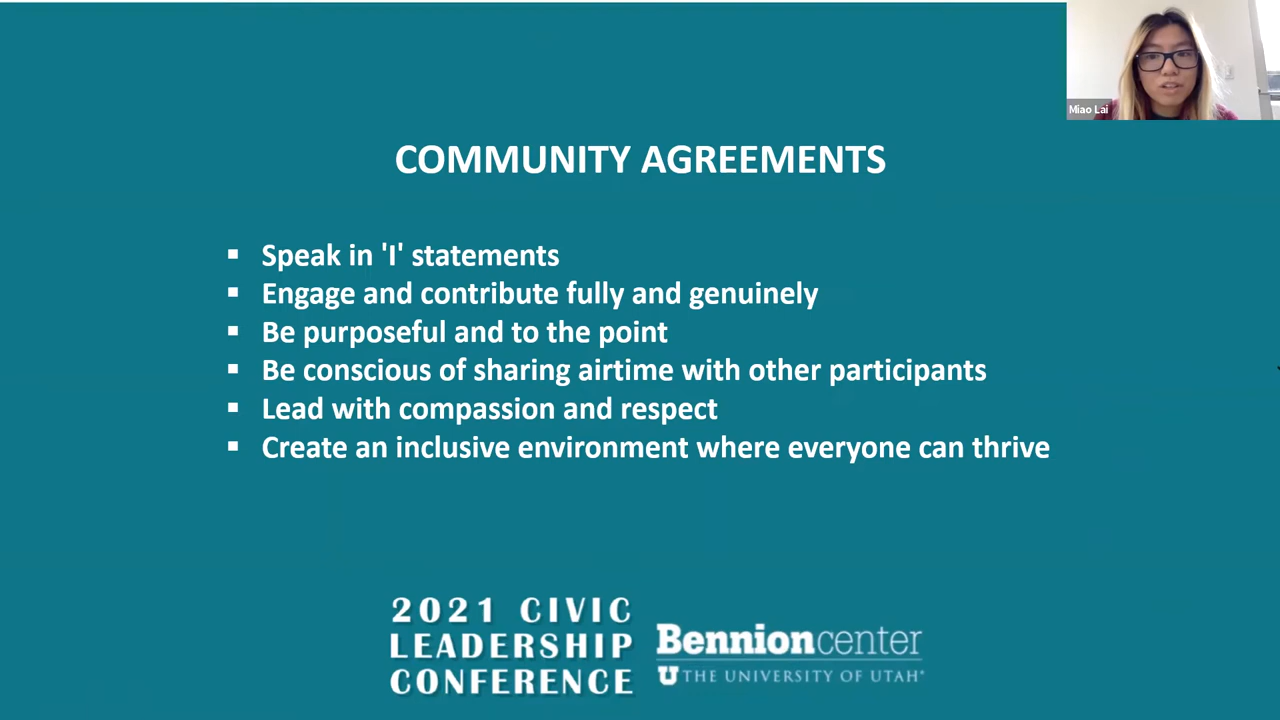 Miao Lai
COMMUNITY AGREEMENTS
▪ Speak in 'I' statements
▪ Engage and contribute fully and genuinely
▪ Be purposeful and to the point
▪ Be conscious of sharing airtime with other participants
▪ Lead with compassion and respect
▪ Create an inclusive environment where everyone can thrive
2021 CIVIC
LEADERSHIP
CONFERENCE
Bennion center
U THE UNIVERSITY OF UTAH®